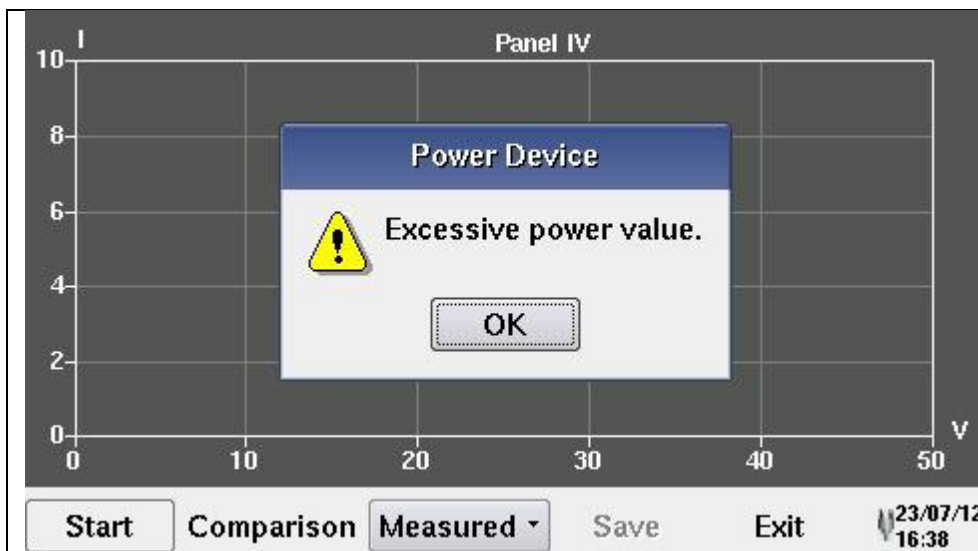 I
Panel IV
10
8
6
4
2
0
Power Device
Excessive power value.
OK
V
0 10 20 30 40 50
Start Comparison Measured Save Exit 23/07/12
16:38